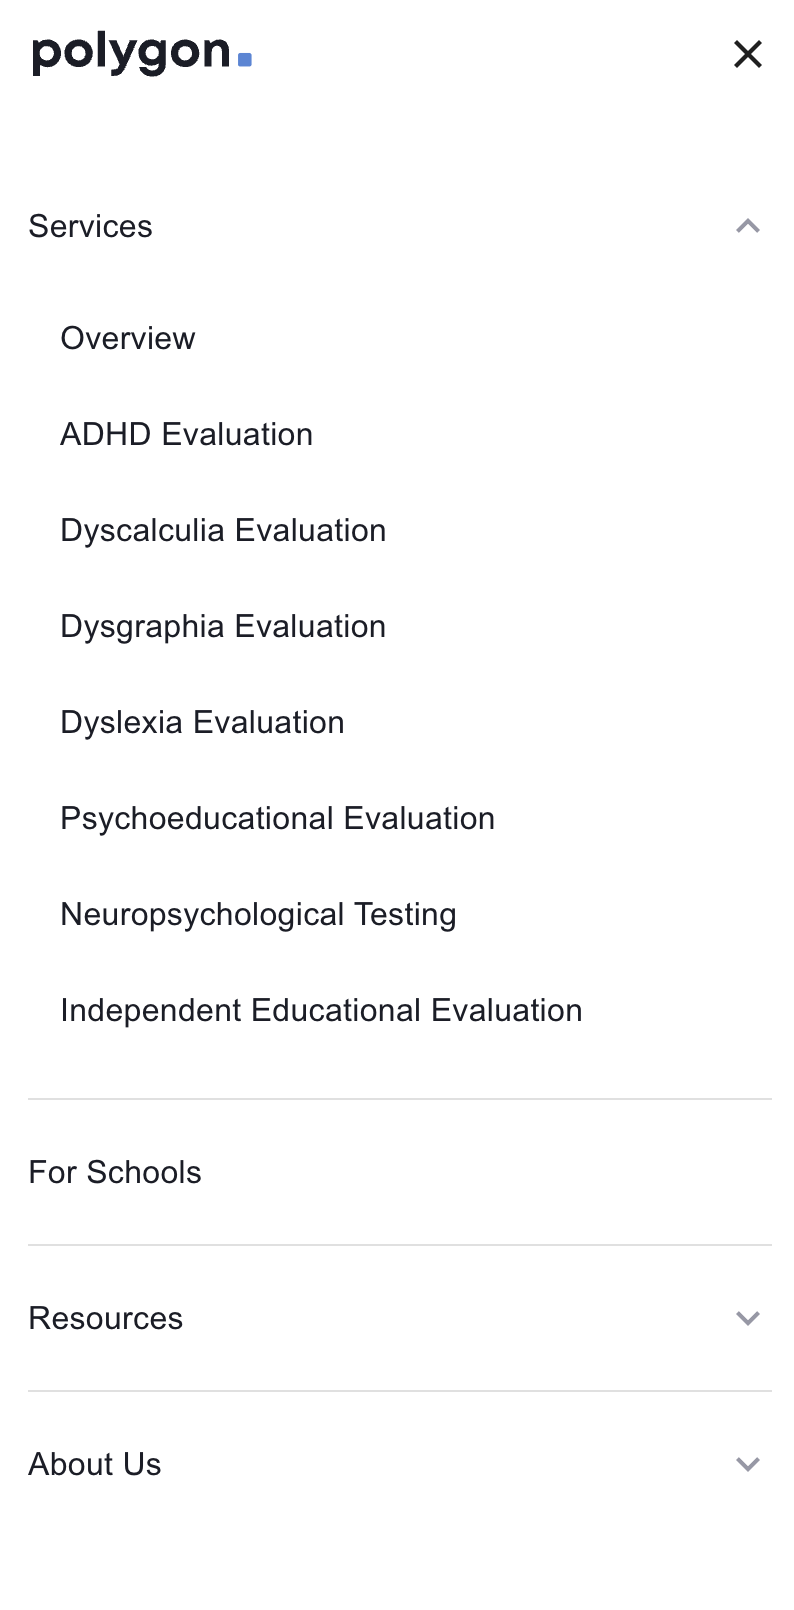 polygon.
Services
Overview
ADHD Evaluation
Dyscalculia Evaluation
Dysgraphia Evaluation
Dyslexia Evaluation
Psychoeducational Evaluation
Neuropsychological Testing
Independent Educational Evaluation
For Schools
Resources
About Us